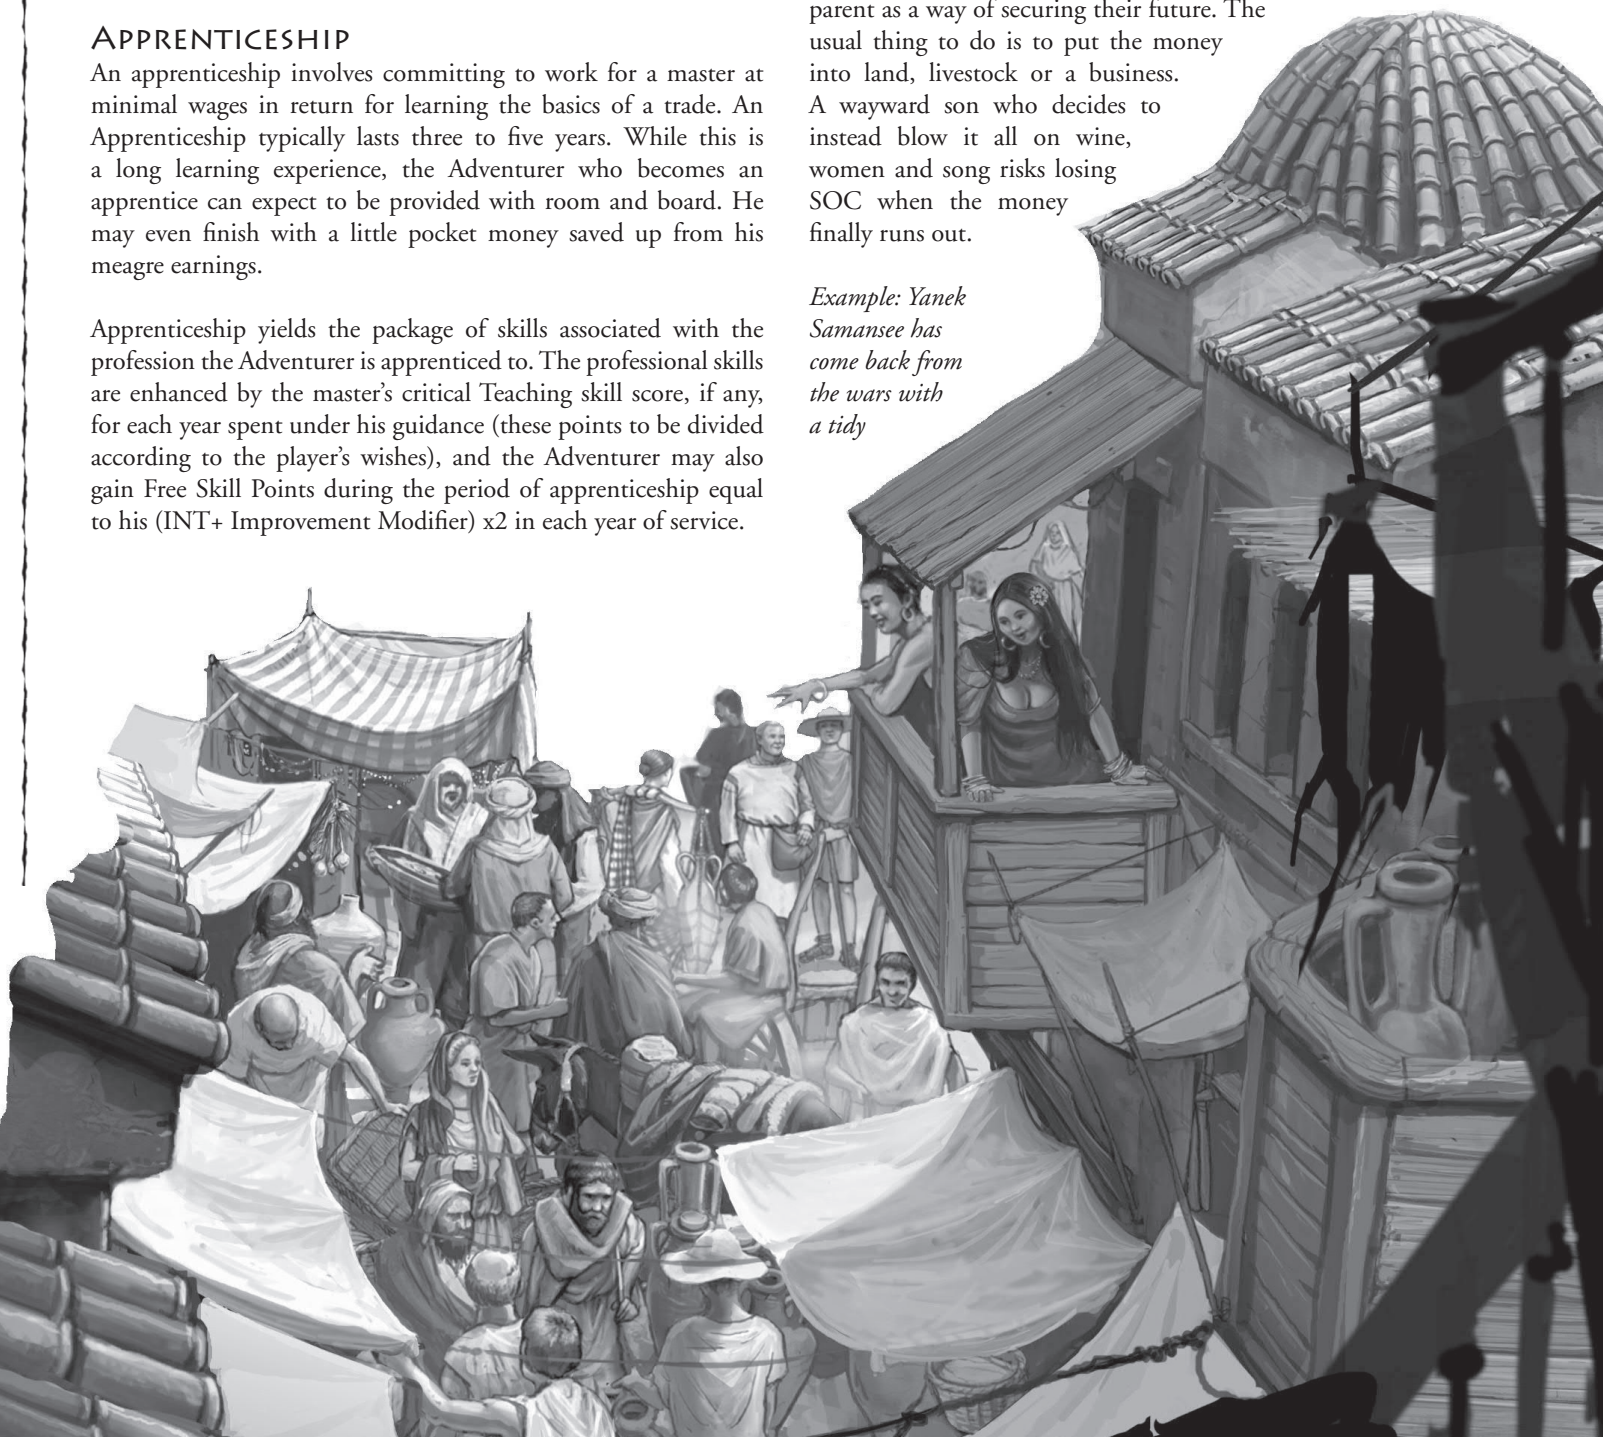 APPRENTICESHIP
An apprenticeship involves committing to work for a master at
minimal wages in return for learning the basics of a trade. An
Apprenticeship typically lasts three to five years. While this is
a long learning experience, the Adventurer who becomes an
apprentice can expect to be provided with room and board. He
may even finish with a little pocket money saved up from his
meagre earnings.
Apprenticeship yields the package of skills associated with the
profession the Adventurer is apprenticed to. The professional skills
are enhanced by the master's critical Teaching skill score, if any,
for each year spent under his guidance (these points to be divided
according to the player's wishes), and the Adventurer may also
gain Free Skill Points during the period of apprenticeship equal
to his (INT+ Improvement Modifier) x2 in each year of service.
parent as a way of securing their future. The
usual thing to do is to put the money
into land, livestock or a business.
A wayward son who decides to
instead blow it all on wine,
women and song risks losing
SOC when the money
finally runs out.
Example: Yanek
Samansee has
come back from
the wars with
a tidy